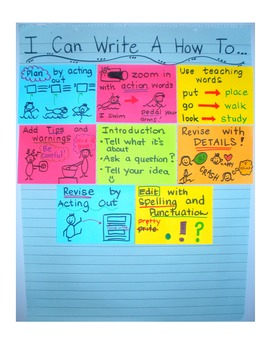 I Can Write A How To...
Plan by acting
out
zoom in
with action words
I swim
pedal your
arms!
Use teaching
words
put → place
go → walk
look → study
Add Tips and
warnings
Be
Careful!
Introduction
• Tell what it's
about
• Ask a question?
• Tell your idea
Revise with
DETAILS!
CRASH
happy
Revise by
Acting Out
Edit with
Spelling and
Punctuation
pretty
prite
. ! ?